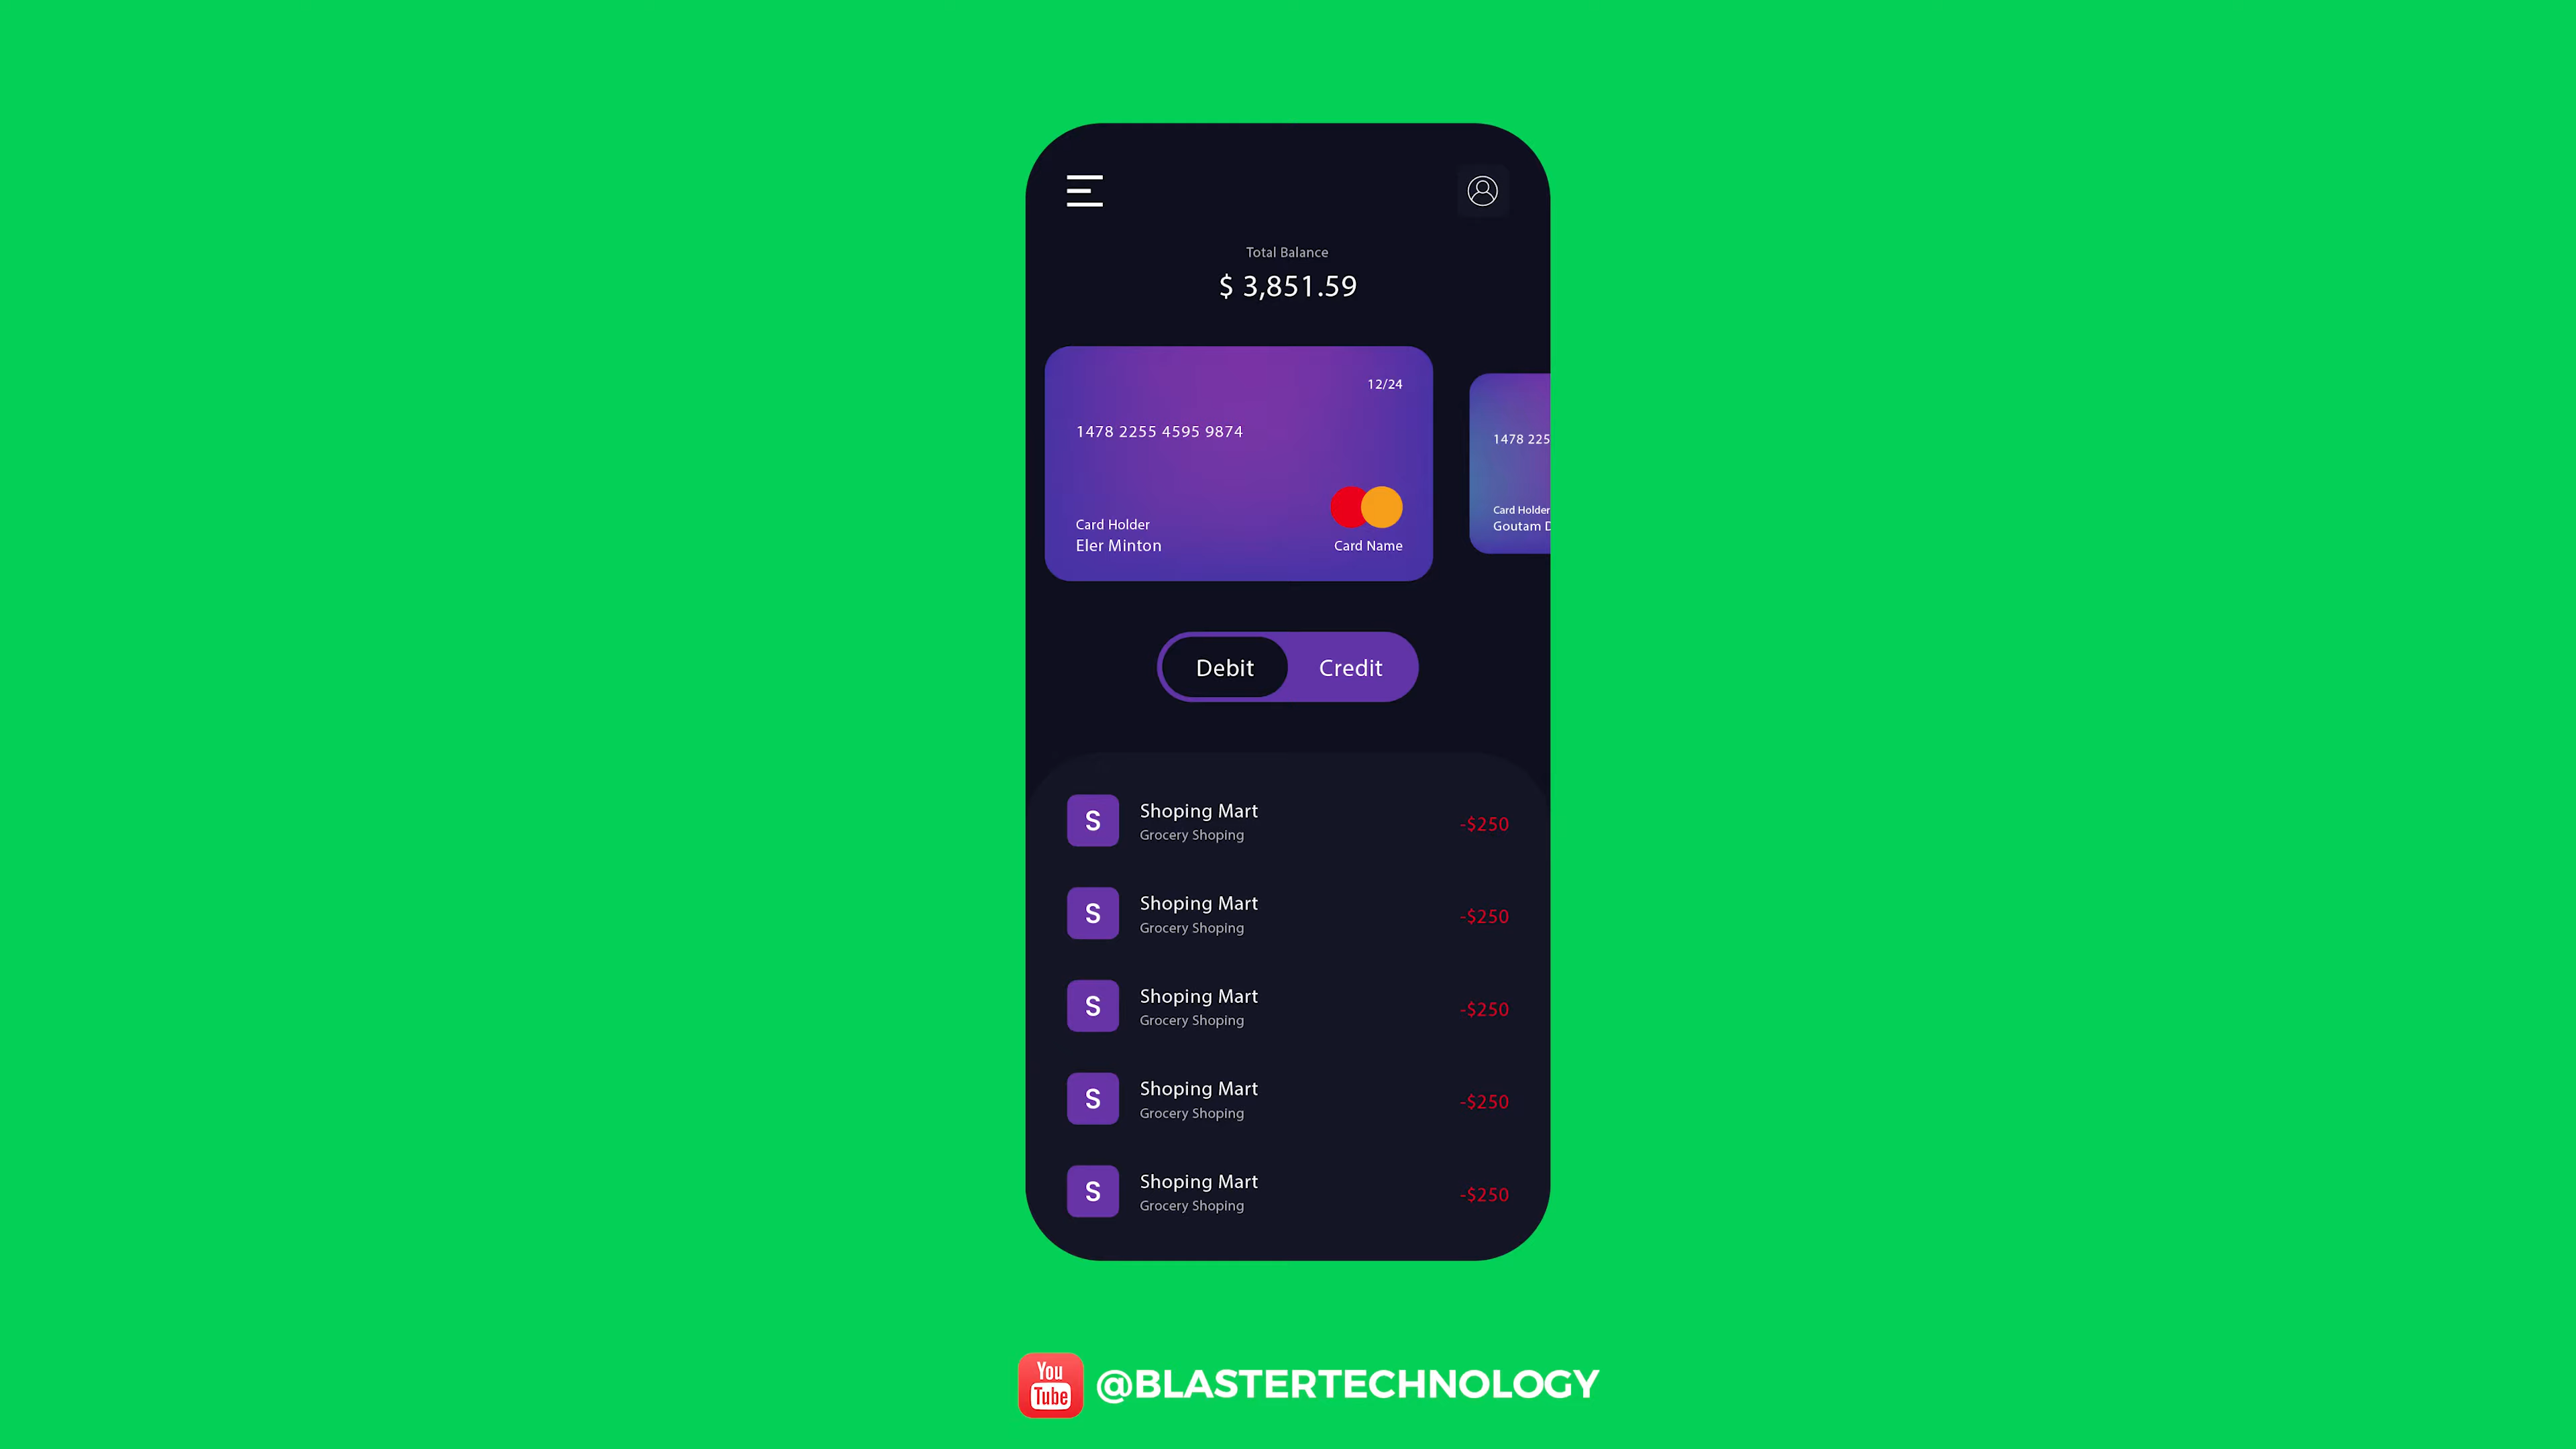 Total Balance
$ 3,851.59
12/24
1478 2255 4595 9874
Card Holder
Eler Minton
Card Name
1478 225
Card Holder
Goutam D
Debit
Credit
S
Shoping Mart
Grocery Shoping
-$250
S
Shoping Mart
Grocery Shoping
-$250
S
Shoping Mart
Grocery Shoping
-$250
S
Shoping Mart
Grocery Shoping
-$250
S
Shoping Mart
Grocery Shoping
-$250
You
Tube
@BLASTERTECHNOLOGY